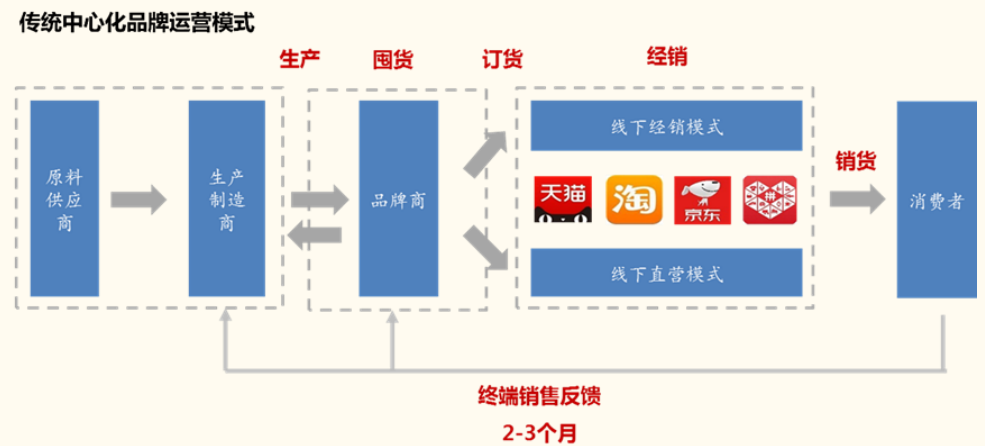 传统中心化品牌运营模式
生产
囤货
订货
经销
原料
供应
商
生产
制造
商
品牌商
线下经销模式
天猫
淘
京东
拼
线下直营模式
销货
消费者
终端销售反馈
2-3个月